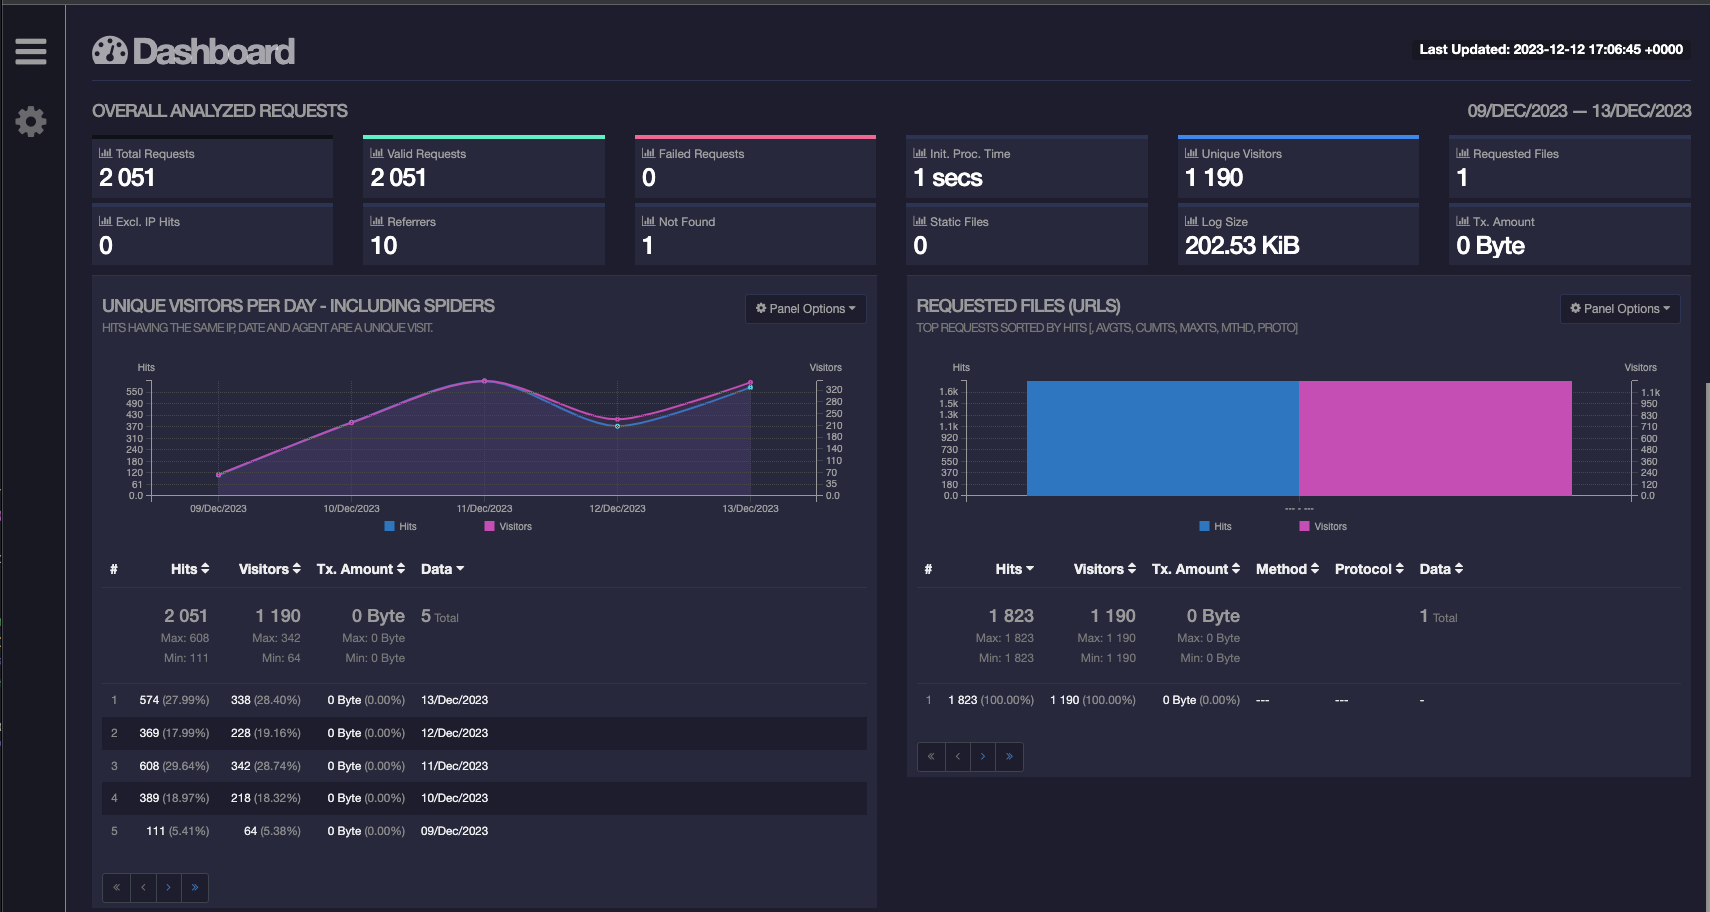 Dashboard
Last Updated: 2023-12-12 17:06:45 +0000
OVERALL ANALYZED REQUESTS
09/DEC/2023 — 13/DEC/2023
Total Requests
2 051
Valid Requests
2 051
Failed Requests
0
Init. Proc. Time
1 secs
Unique Visitors
1 190
Requested Files
1
Excl. IP Hits
0
Referrers
10
Not Found
1
Static Files
0
Log Size
202.53 KiB
Tx. Amount
0 Byte
UNIQUE VISITORS PER DAY - INCLUDING SPIDERS
Panel Options
HITS HAVING THE SAME IP, DATE AND AGENT ARE A UNIQUE VISIT.
Hits
Visitors
550
490
430
370
310
240
180
120
61
0.0
320
280
250
210
180
140
110
70
35
0.0
09/Dec/2023 10/Dec/2023 11/Dec/2023 12/Dec/2023 13/Dec/2023
Hits Visitors
# Hits Visitors Tx. Amount Data
2 051 1 190 0 Byte 5 Total
Max: 608 Max: 342 Max: 0 Byte
Min: 111 Min: 64 Min: 0 Byte
1 574 (27.99%) 338 (28.40%) 0 Byte (0.00%) 13/Dec/2023
2 369 (17.99%) 228 (19.16%) 0 Byte (0.00%) 12/Dec/2023
3 608 (29.64%) 342 (28.74%) 0 Byte (0.00%) 11/Dec/2023
4 389 (18.97%) 218 (18.32%) 0 Byte (0.00%) 10/Dec/2023
5 111 (5.41%) 64 (5.38%) 0 Byte (0.00%) 09/Dec/2023
« ‹ › »
REQUESTED FILES (URLS)
Panel Options
TOP REQUESTS SORTED BY HITS [, AVGTS, CUMTS, MAXTS, MTHD, PROTO]
Hits
Visitors
1.6k
1.5k
1.3k
1.1k
920
730
550
370
180
0.0
1.1k
950
830
710
600
480
360
240
120
0.0
--- - ---
Hits Visitors
# Hits Visitors Tx. Amount Method Protocol Data
1 823 1 190 0 Byte 1 Total
Max: 1 823 Max: 1 190 Max: 0 Byte
Min: 1 823 Min: 1 190 Min: 0 Byte
1 1 823 (100.00%) 1 190 (100.00%) 0 Byte (0.00%) --- --- -
« ‹ › »